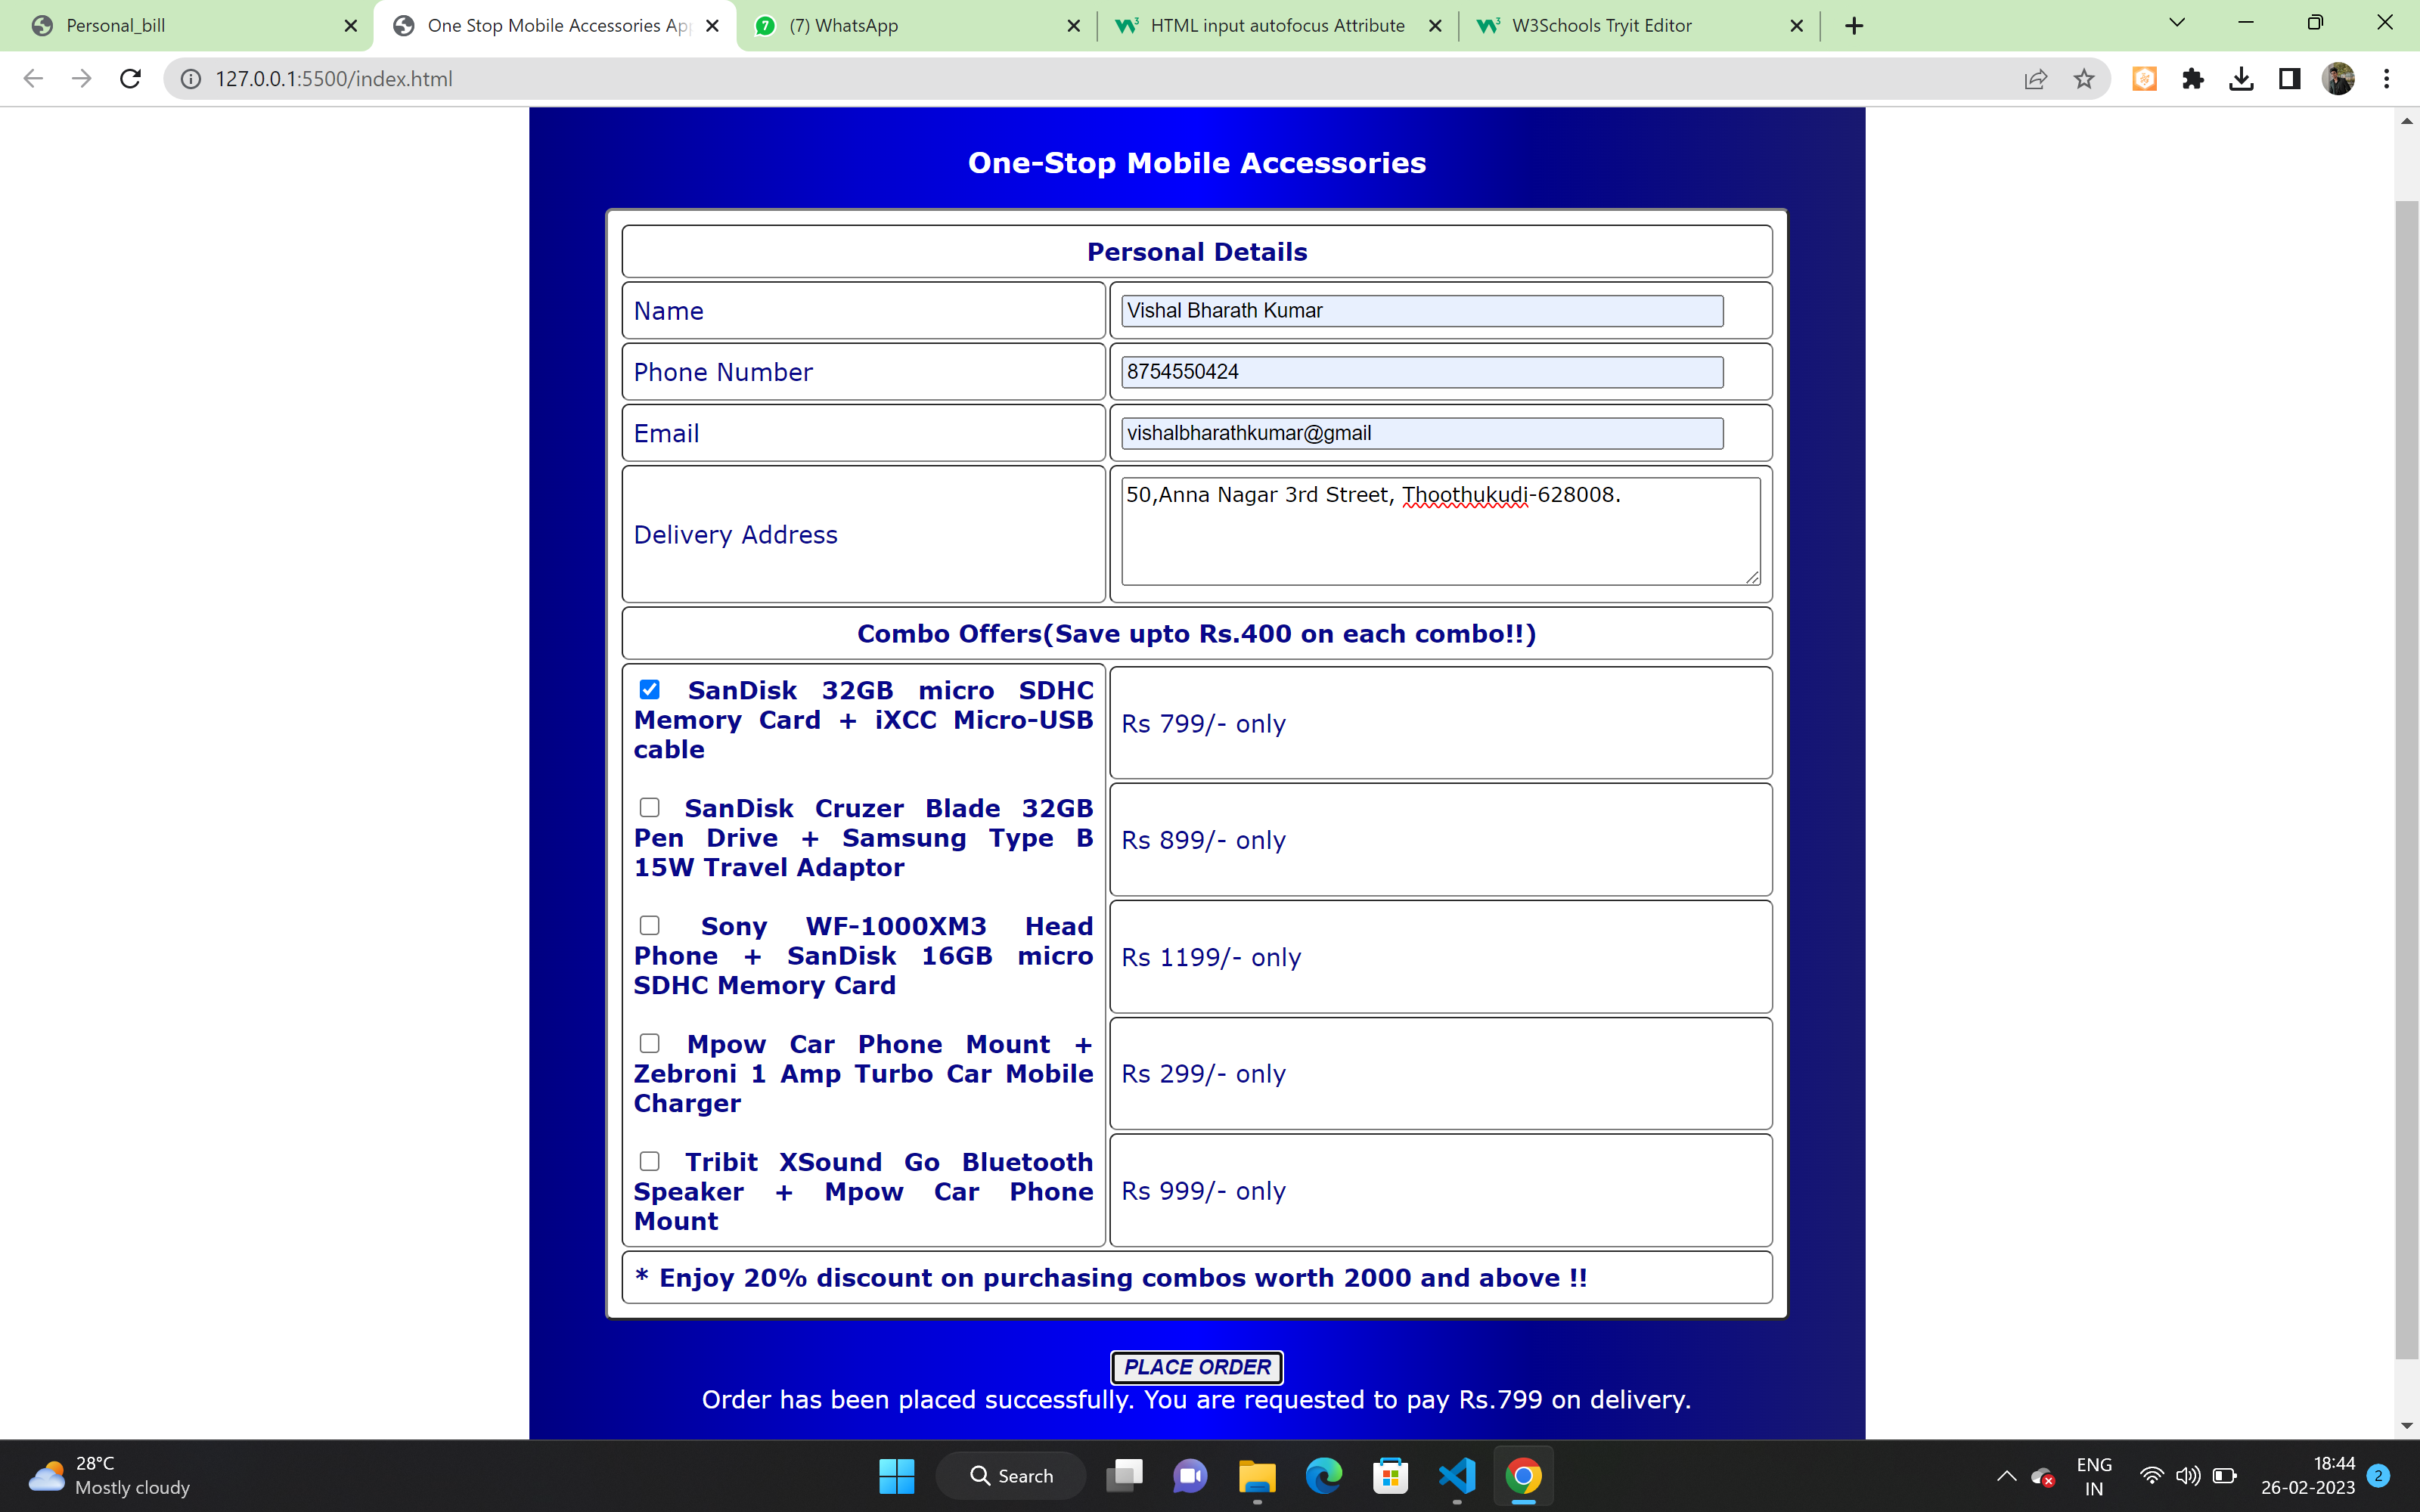 Personal_bill
One Stop Mobile Accessories Ap
7
(7) WhatsApp
HTML input autofocus Attribute
W3Schools Tryit Editor
127.0.0.1:5500/index.html
One-Stop Mobile Accessories
Personal Details
Name
Vishal Bharath Kumar
Phone Number
8754550424
Email
vishalbharathkumar@gmail
Delivery Address
50,Anna Nagar 3rd Street, Thoothukudi-628008.
Combo Offers(Save upto Rs.400 on each combo!!)
SanDisk 32GB micro SDHC
Memory Card + iXCC Micro-USB
cable
Rs 799/- only
SanDisk Cruzer Blade 32GB
Pen Drive + Samsung Type B
15W Travel Adaptor
Rs 899/- only
Sony WF-1000XM3 Head
Phone + SanDisk 16GB micro
SDHC Memory Card
Rs 1199/- only
Mpow Car Phone Mount +
Zebroni 1 Amp Turbo Car Mobile
Charger
Rs 299/- only
Tribit XSound Go Bluetooth
Speaker + Mpow Car Phone
Mount
Rs 999/- only
* Enjoy 20% discount on purchasing combos worth 2000 and above !!
PLACE ORDER
Order has been placed successfully. You are requested to pay Rs.799 on delivery.
28°C
Mostly cloudy
Search
ENG
IN
18:44
26-02-2023
2